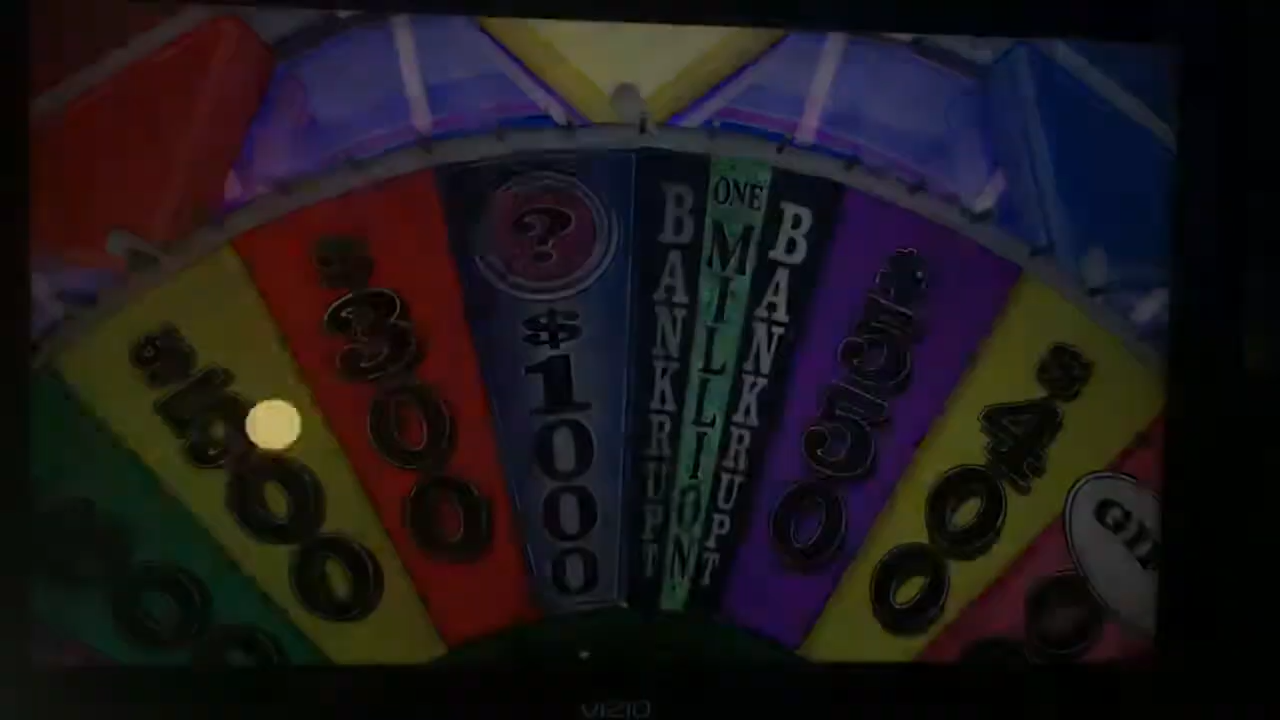 $500
$300
?
$1000
BANKRUPT
ONE MILLION
BANKRUPT
$550
$400
VIZIO